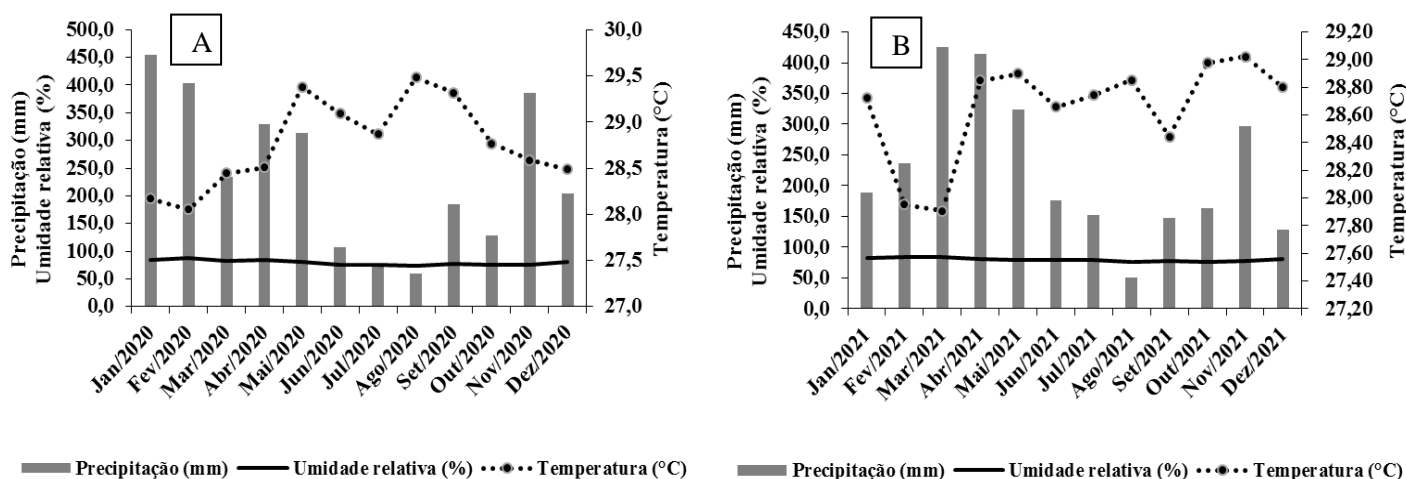 A
Precipitação (mm)
Umidade relativa (%)
500,0
450,0
400,0
350,0
300,0
250,0
200,0
150,0
100,0
50,0
0,0
30,0
29,5
29,0
28,5
28,0
27,5
27,0
Temperatura (°C)
Jan/2020
Fev/2020
Mar/2020
Abr/2020
Mai/2020
Jun/2020
Jul/2020
Ago/2020
Set/2020
Out/2020
Nov/2020
Dez/2020
Precipitação (mm) Umidade relativa (%) Temperatura (°C)
B
Precipitação (mm)
Umidade relativa (%)
450,0
400,0
350,0
300,0
250,0
200,0
150,0
100,0
50,0
0,0
29,20
29,00
28,80
28,60
28,40
28,20
28,00
27,80
27,60
27,40
27,20
Temperatura (°C)
Jan/2021
Fev/2021
Mar/2021
Abr/2021
Mai/2021
Jun/2021
Jul/2021
Ago/2021
Set/2021
Out/2021
Nov/2021
Dez/2021
Precipitação (mm) Umidade relativa (%) Temperatura (°C)